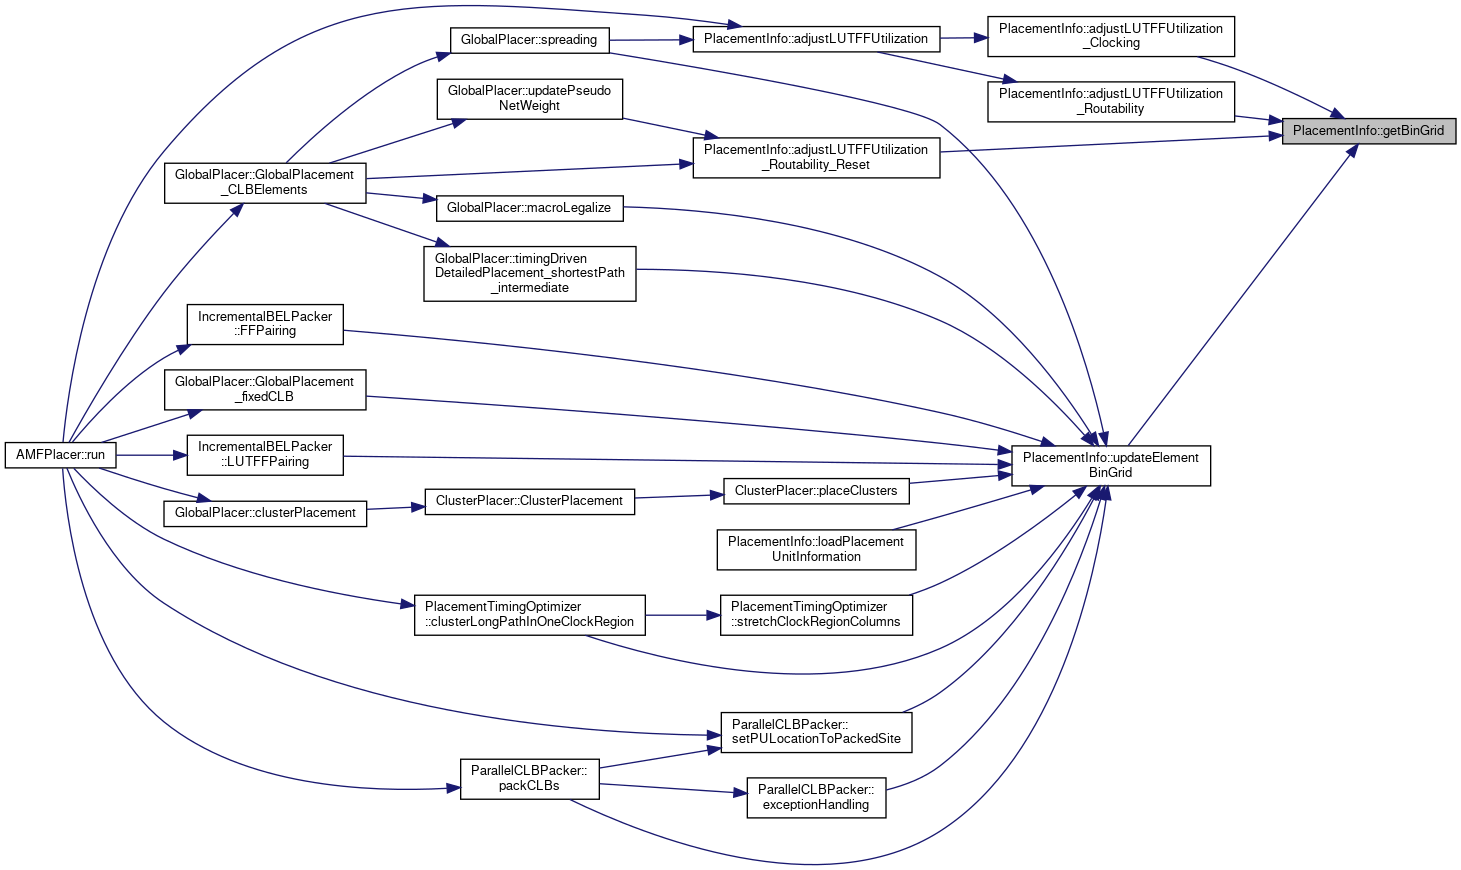 GlobalPlacer::spreading
PlacementInfo::adjustLUTFFUtilization
PlacementInfo::adjustLUTFFUtilization
_Clocking
GlobalPlacer::updatePseudo
NetWeight
PlacementInfo::adjustLUTFFUtilization
_Routability
PlacementInfo::getBinGrid
PlacementInfo::adjustLUTFFUtilization
_Routability_Reset
GlobalPlacer::GlobalPlacement
_CLBElements
GlobalPlacer::macroLegalize
GlobalPlacer::timingDriven
DetailedPlacement_shortestPath
_intermediate
IncrementalBELPacker
::FFPairing
GlobalPlacer::GlobalPlacement
_fixedCLB
AMFPlacer::run
IncrementalBELPacker
::LUTFFPairing
PlacementInfo::updateElement
BinGrid
GlobalPlacer::clusterPlacement
ClusterPlacer::ClusterPlacement
ClusterPlacer::placeClusters
PlacementInfo::loadPlacement
UnitInformation
PlacementTimingOptimizer
::clusterLongPathInOneClockRegion
PlacementTimingOptimizer
::stretchClockRegionColumns
ParallelCLBPacker::
setPULocationToPackedSite
ParallelCLBPacker::
packCLBs
ParallelCLBPacker::
exceptionHandling